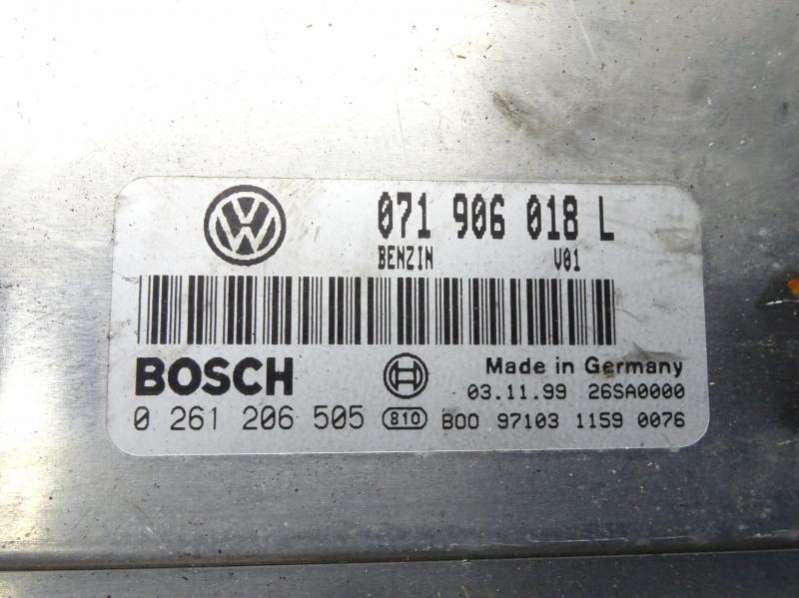 071 906 018 L
BENZIN V01
BOSCH
Made in Germany
03.11.99 26SA0000
0 261 206 505 810 B00 97103 1159 0076